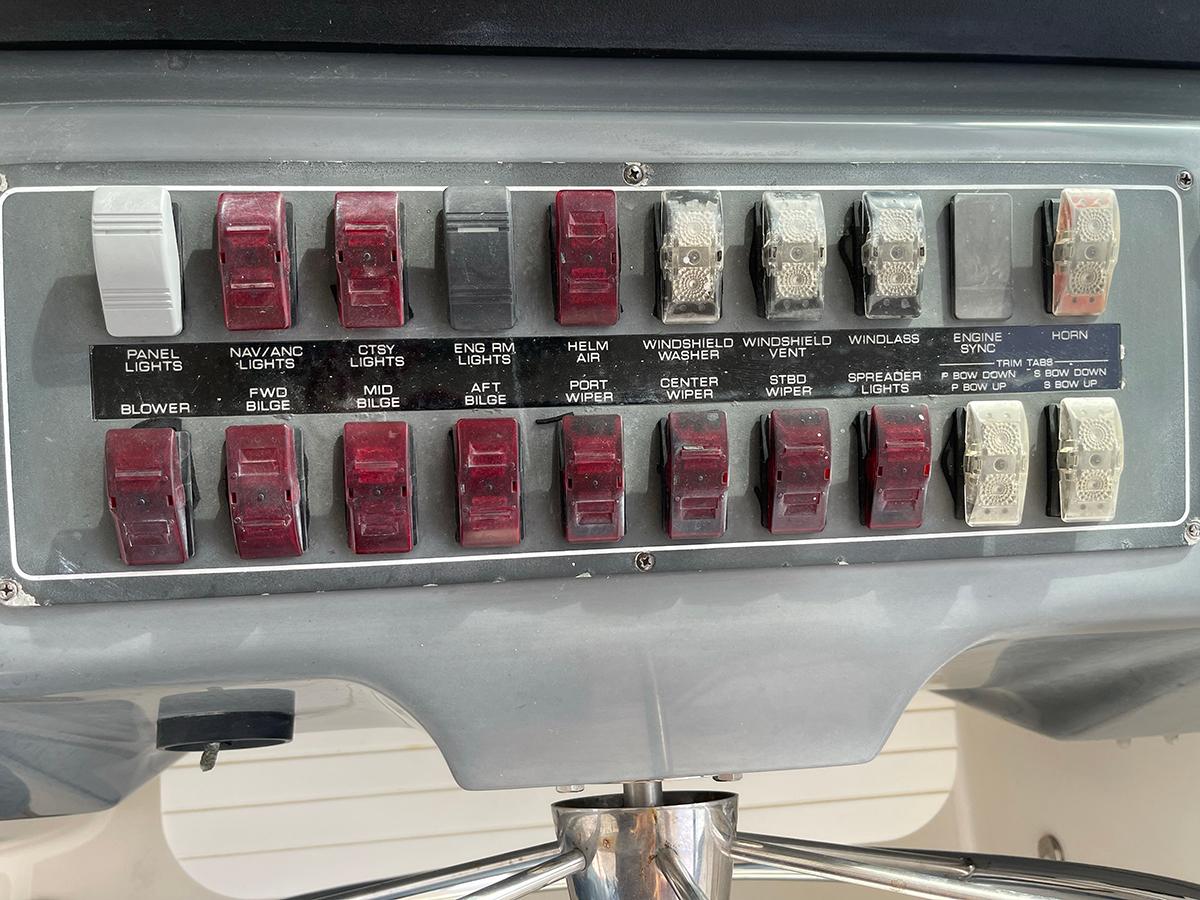 PANEL
LIGHTS
NAV/ANC
LIGHTS
CTSY
LIGHTS
ENG RM
LIGHTS
HELM
AIR
WINDSHIELD
WASHER
WINDSHIELD
VENT
WINDLASS
ENGINE
SYNC
HORN
BLOWER
FWD
BILGE
MID
BILGE
AFT
BILGE
PORT
WIPER
CENTER
WIPER
STBD
WIPER
SPREADER
LIGHTS
TRIM TABS
P BOW DOWN S BOW DOWN
P BOW UP S BOW UP